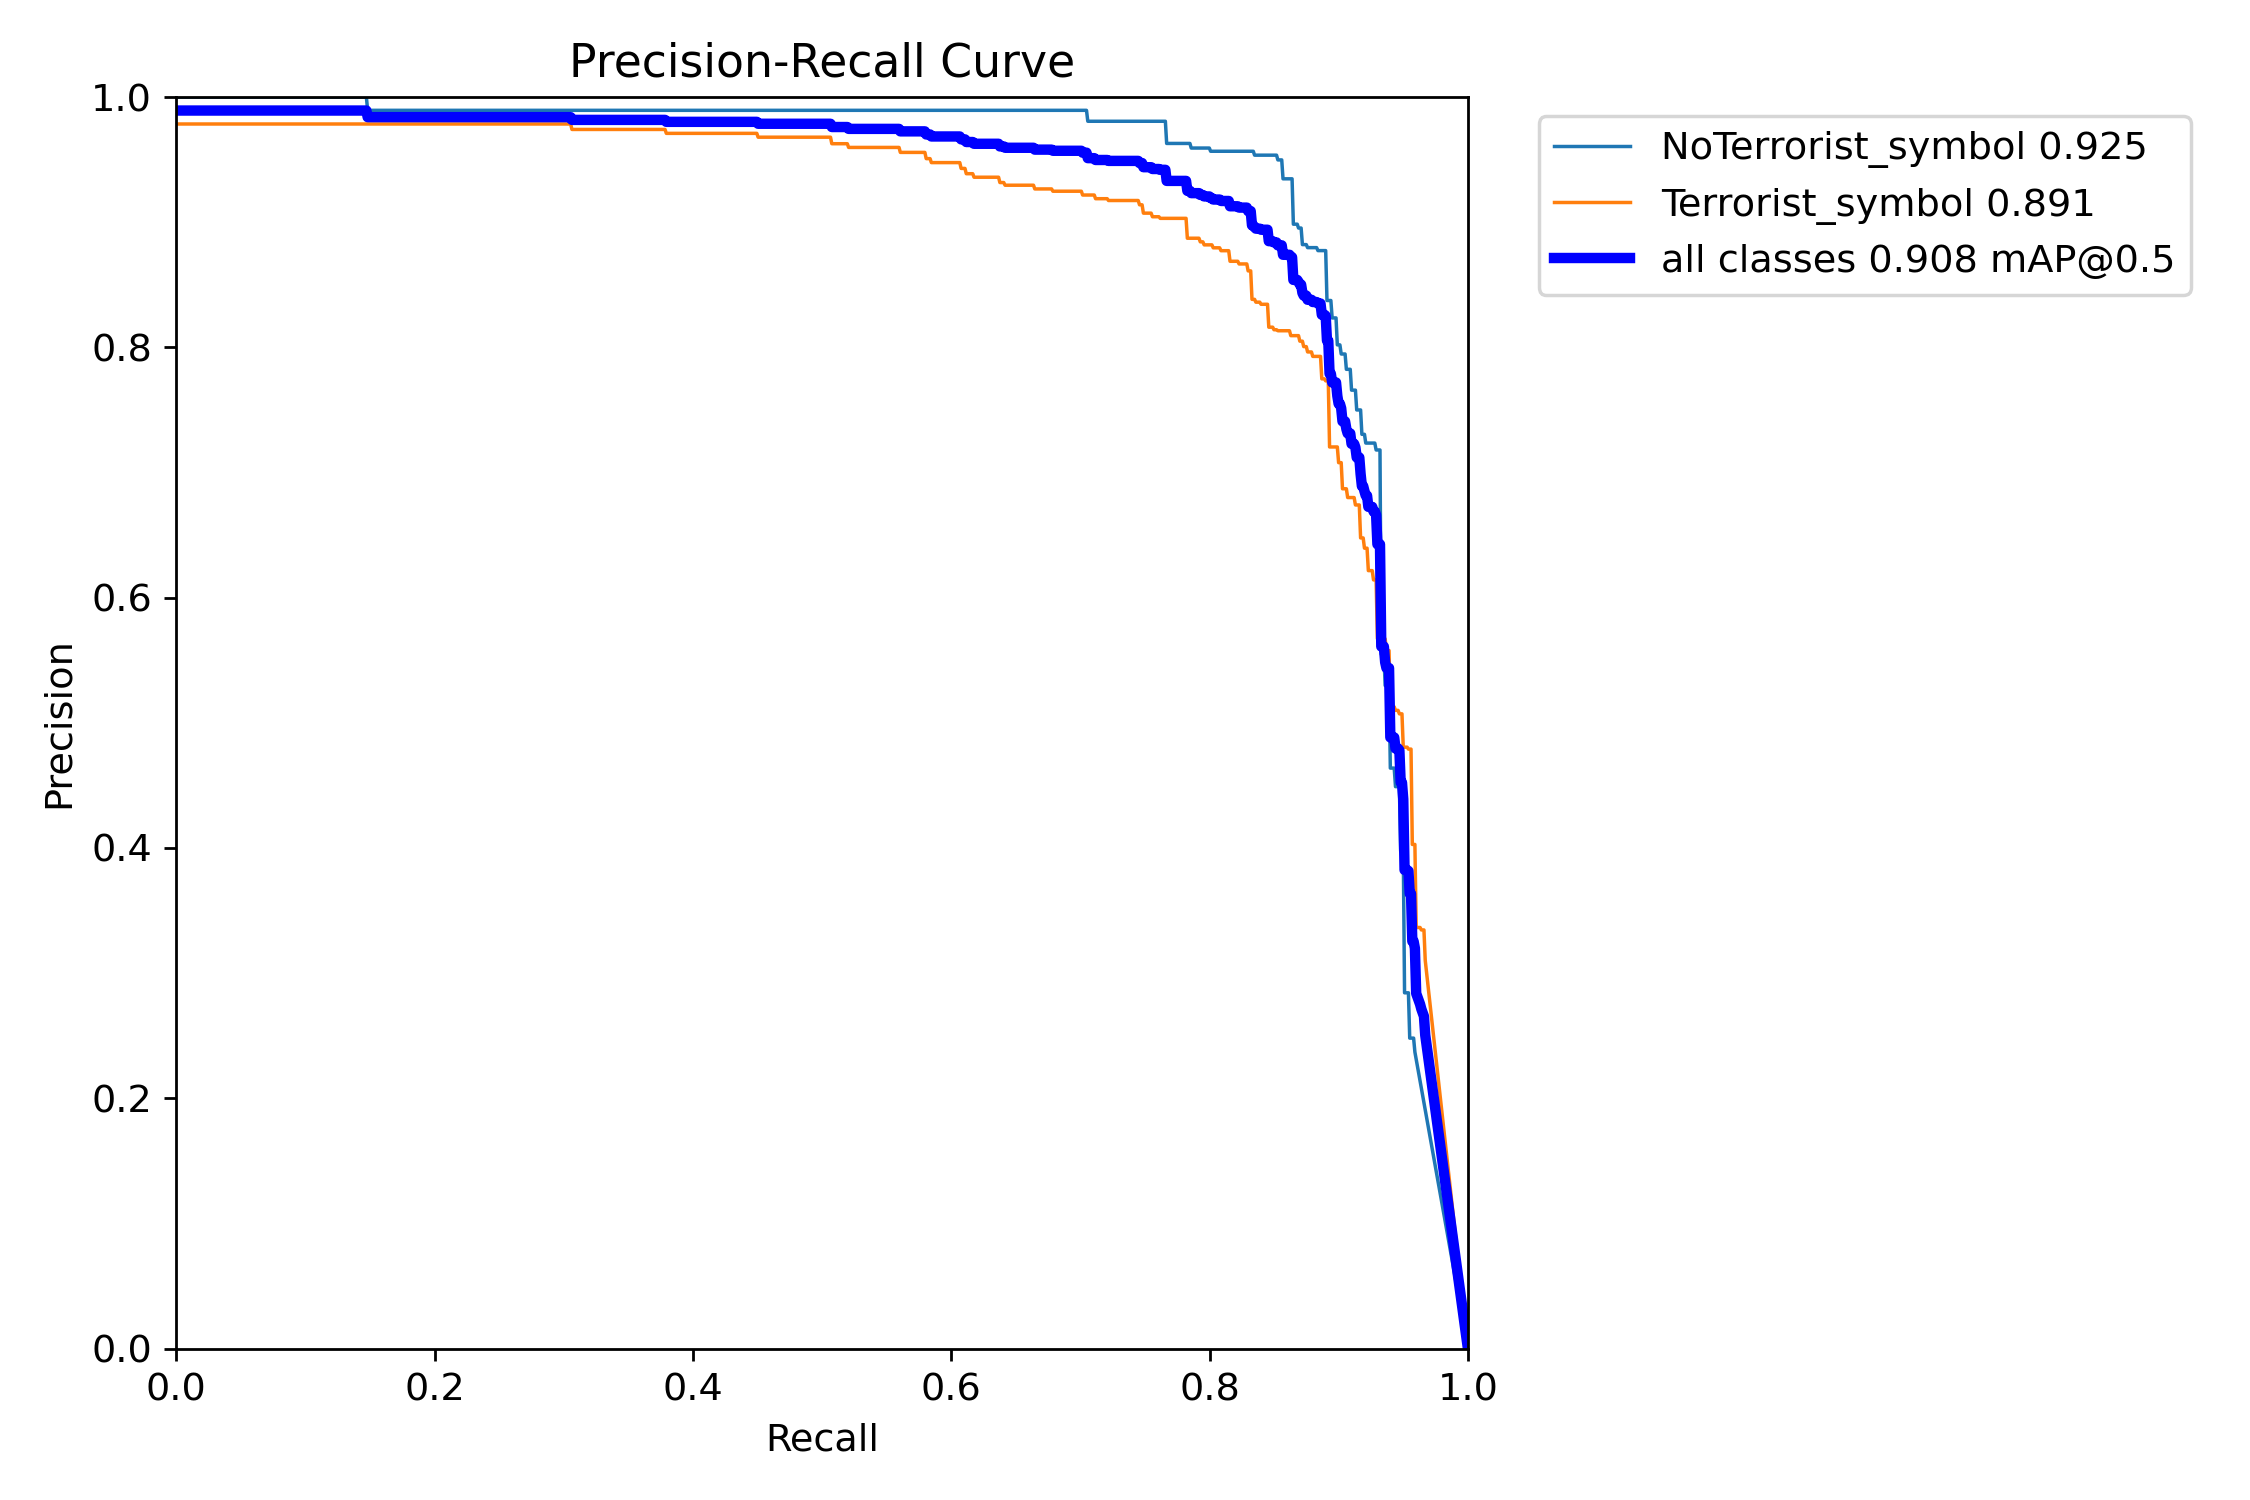 Precision-Recall Curve
1.0
0.8
0.6
0.4
0.2
0.0
Precision
0.0 0.2 0.4 0.6 0.8 1.0
Recall
NoTerrorist_symbol 0.925
Terrorist_symbol 0.891
all classes 0.908 mAP@0.5